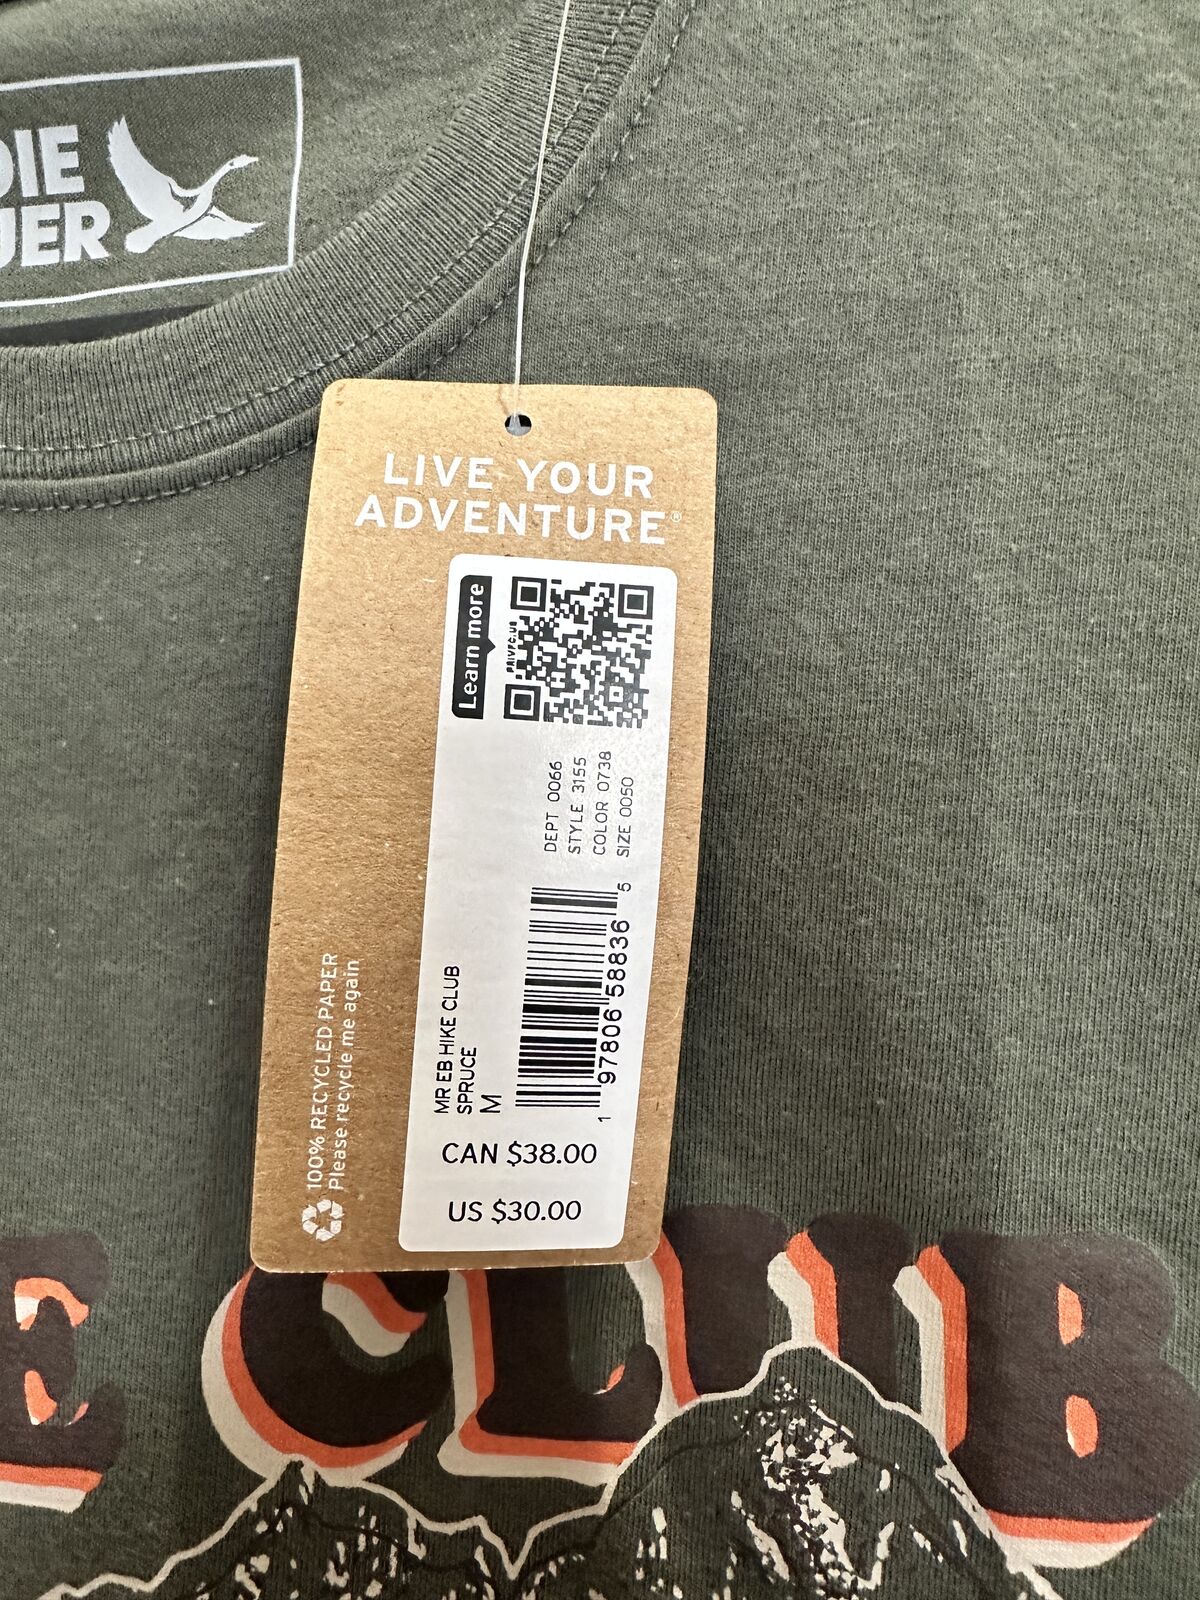 DIE
UER
LIVE YOUR
ADVENTURE®
Learn more
PRIVPC.US
DEPT 0066
STYLE 3155
COLOR 0738
SIZE 0050
MR EB HIKE CLUB
SPRUCE
M
1 97806 58836 5
CAN $38.00
US $30.00
100% RECYCLED PAPER
Please recycle me again
E CLUB